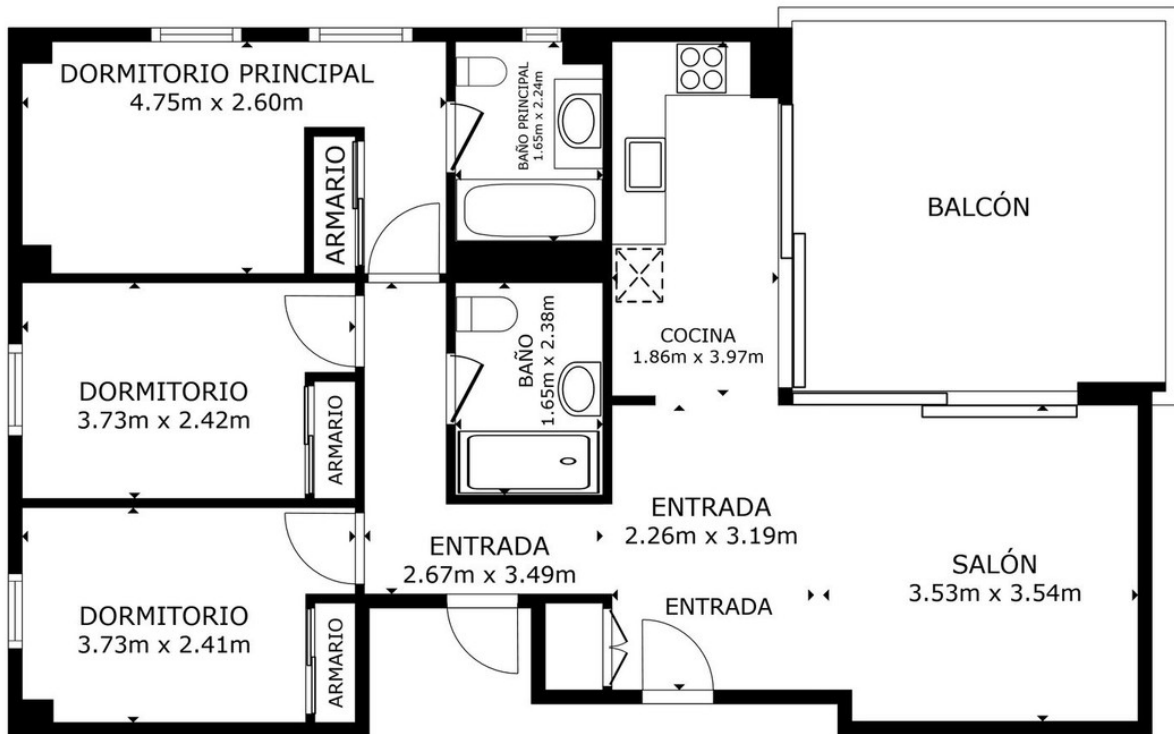 DORMITORIO PRINCIPAL
4.75m x 2.60m
ARMARIO
BAÑO PRINCIPAL
1.65m x 2.24m
BALCÓN
COCINA
1.86m x 3.97m
BAÑO
1.65m x 2.38m
DORMITORIO
3.73m x 2.42m
ARMARIO
ENTRADA
2.67m x 3.49m
ENTRADA
2.26m x 3.19m
ENTRADA
SALÓN
3.53m x 3.54m
DORMITORIO
3.73m x 2.41m
ARMARIO